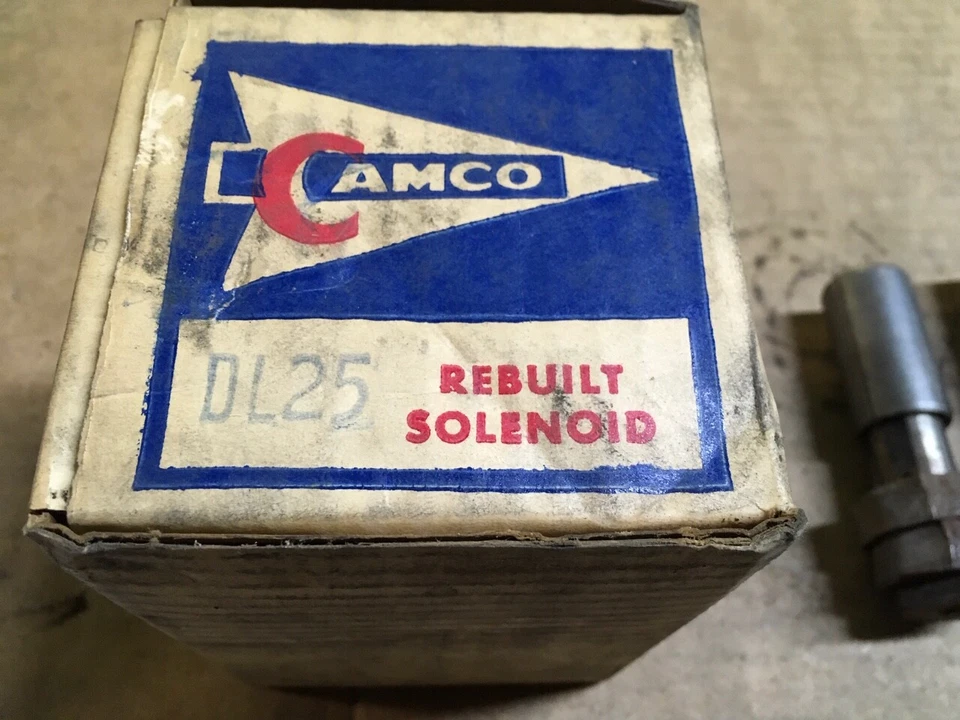 CAMCO
DL25
REBUILT
SOLENOID